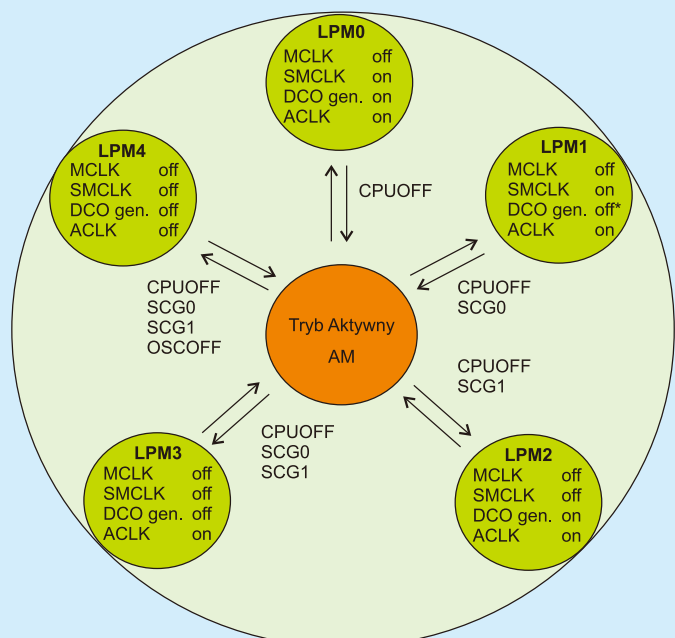 LPM0
MCLK off
SMCLK on
DCO gen. on
ACLK on
CPUOFF
LPM1
MCLK off
SMCLK on
DCO gen. off*
ACLK on
CPUOFF
SCG0
LPM4
MCLK off
SMCLK off
DCO gen. off
ACLK off
CPUOFF
SCG0
SCG1
OSCOFF
Tryb Aktywny
AM
CPUOFF
SCG1
LPM2
MCLK off
SMCLK off
DCO gen. on
ACLK on
CPUOFF
SCG0
SCG1
LPM3
MCLK off
SMCLK off
DCO gen. off
ACLK on